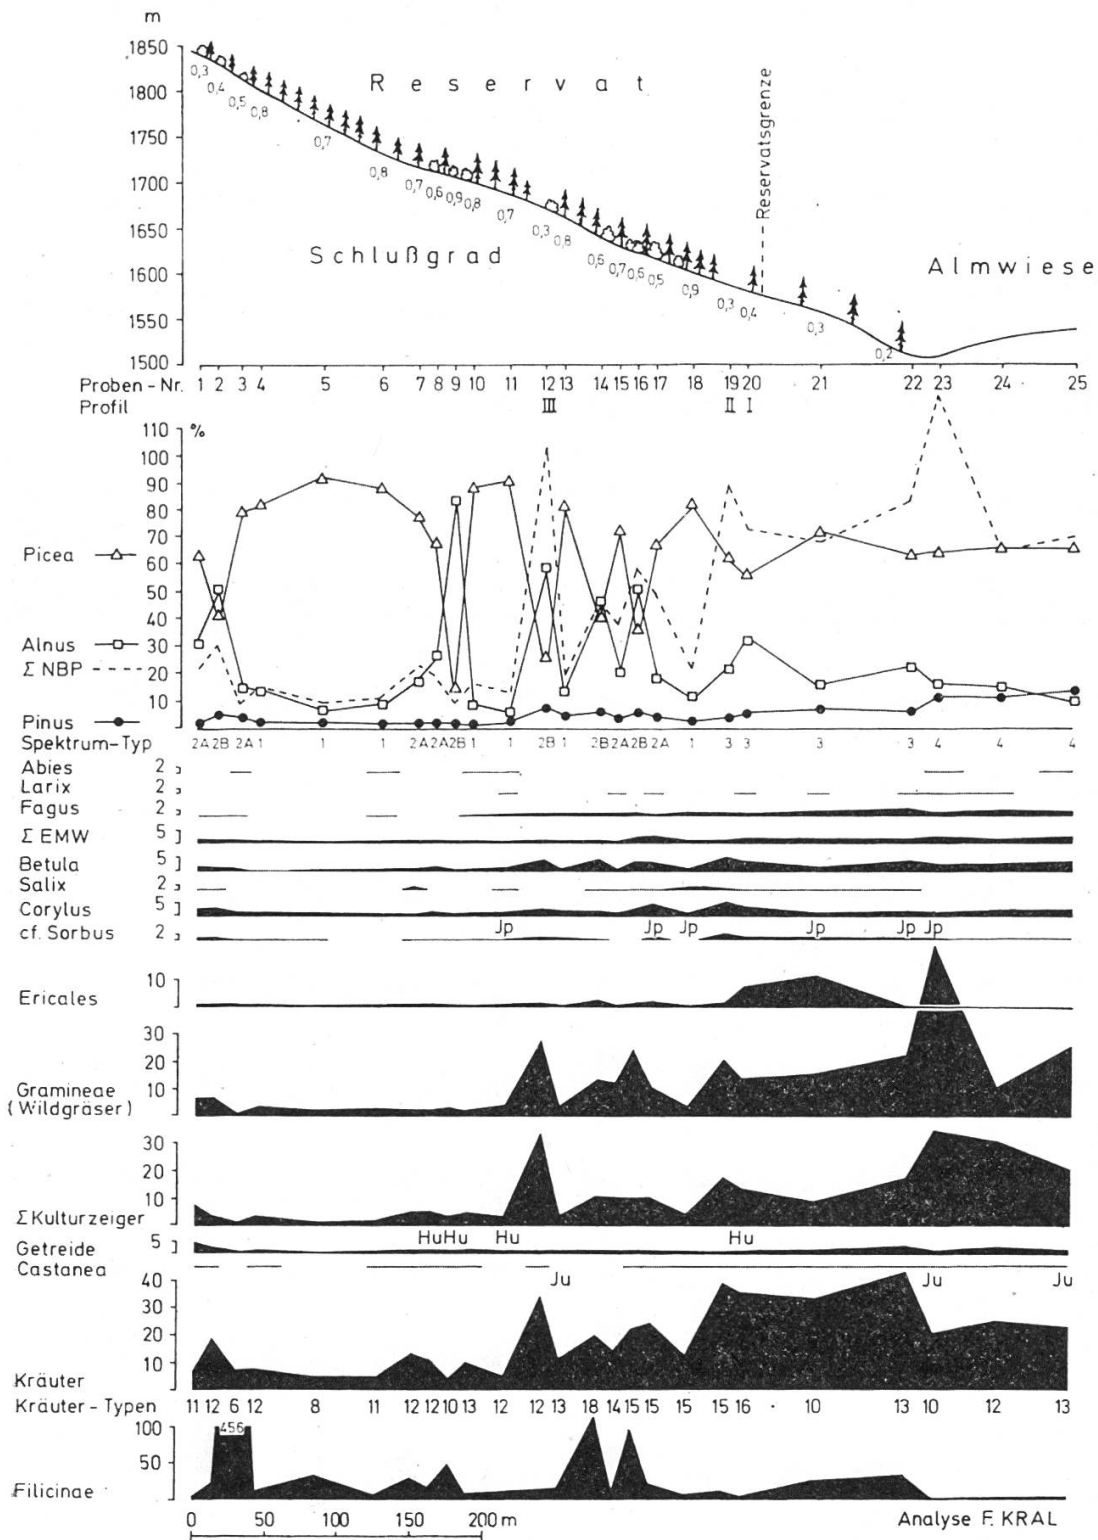 m
1850
1800
1750
1700
1650
1600
1550
1500
Reservat
Schlußgrad
Reservatsgrenze
Almwiese
0,3 0,4 0,5 0,8 0,7 0,8 0,7 0,6 0,9 0,8 0,7 0,3 0,8 0,6 0,7 0,6 0,5 0,9 0,3 0,4 0,3 0,2
Proben-Nr. 1 2 3 4 5 6 7 8 9 10 11 12 13 14 15 16 17 18 19 20 21 22 23 24 25
Profil III II I
110 %
100
90
80
70
60
50
40
30
20
10
Picea
Alnus
Σ NBP
Pinus
Spektrum-Typ 2A 2B 2A 1 1 1 2A 2A 2B 1 1 2B 1 2B 2A 2B 2A 1 3 3 3 3 4 4 4
Abies 2
Larix 2
Fagus 2
Σ EMW 5
Betula 5
Salix 2
Corylus 5
cf. Sorbus 2 Jp Jp Jp Jp Jp Jp
Ericales 10
30
20
10
Gramineae
(Wildgräser)
30
20
10
ΣKulturzeiger
Hu Hu Hu Hu
Getreide 5
Castanea
Ju Ju Ju
40
30
20
10
Kräuter
Kräuter-Typen 11 12 6 12 8 11 12 12 10 13 12 12 13 18 14 15 15 15 15 16 10 13 10 12 13
100 456
50
Filicinae
0 50 100 150 200 m
Analyse F. KRAL